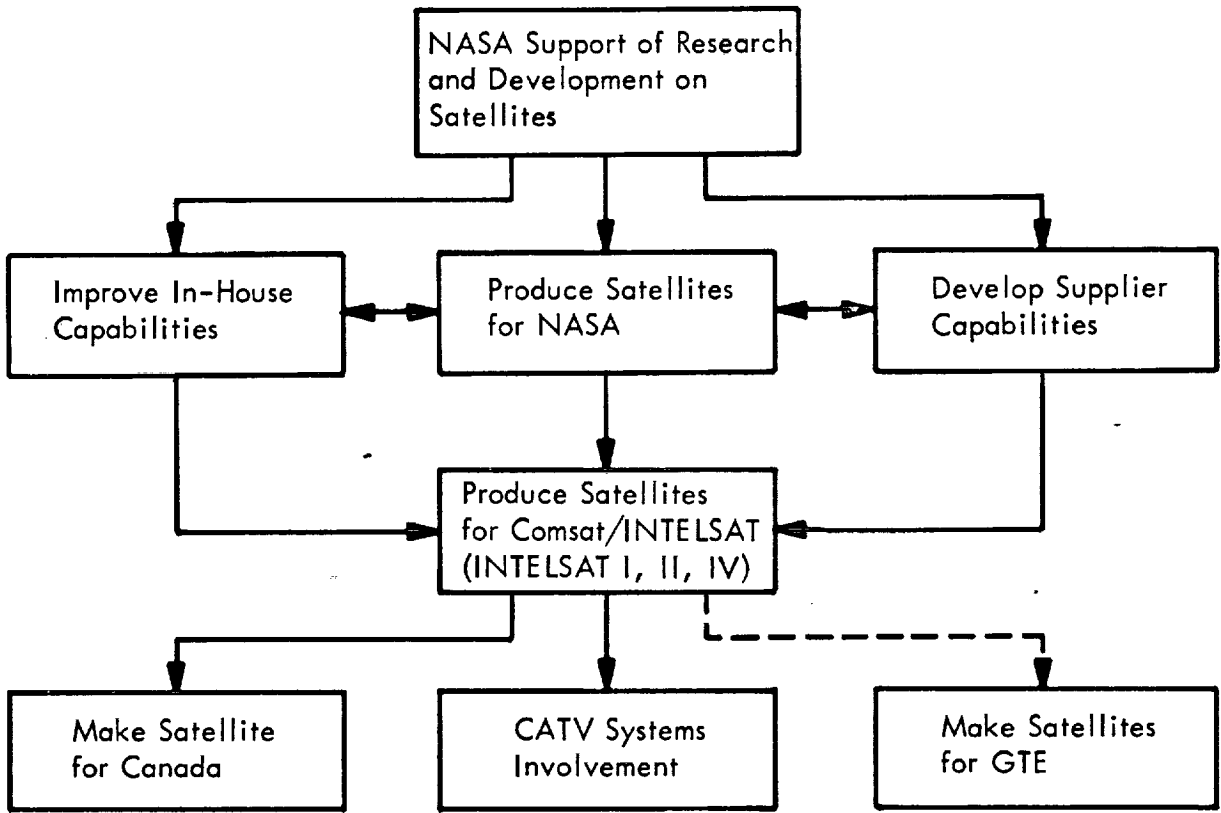 NASA Support of Research
and Development on
Satellites
Improve In-House
Capabilities
Produce Satellites
for NASA
Develop Supplier
Capabilities
Produce Satellites
for Comsat/INTELSAT
(INTELSAT I, II, IV)
Make Satellite
for Canada
CATV Systems
Involvement
Make Satellites
for GTE